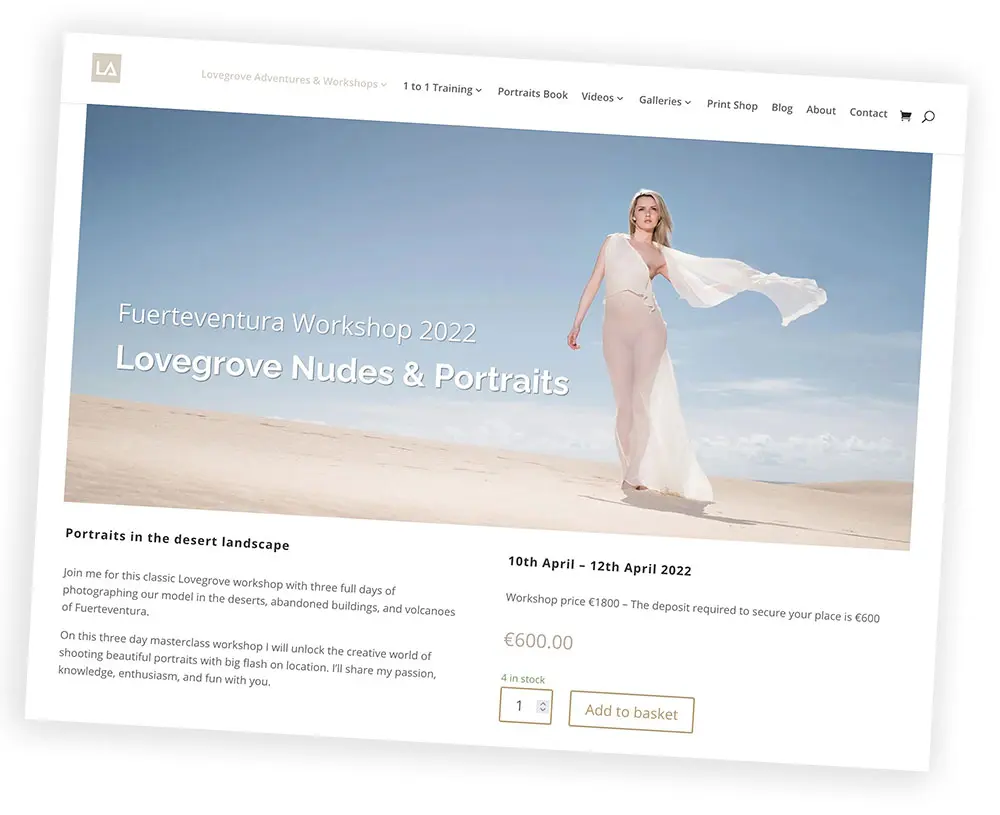 LA
Lovegrove Adventures & Workshops
1 to 1 Training
Portraits Book
Videos
Galleries
Print Shop
Blog
About
Contact
Fuerteventura Workshop 2022
Lovegrove Nudes & Portraits
Portraits in the desert landscape
Join me for this classic Lovegrove workshop with three full days of
photographing our model in the deserts, abandoned buildings, and volcanoes
of Fuerteventura.
On this three day masterclass workshop I will unlock the creative world of
shooting beautiful portraits with big flash on location. I'll share my passion,
knowledge, enthusiasm, and fun with you.
10th April – 12th April 2022
Workshop price €1800 – The deposit required to secure your place is €600
€600.00
4 in stock
1
Add to basket